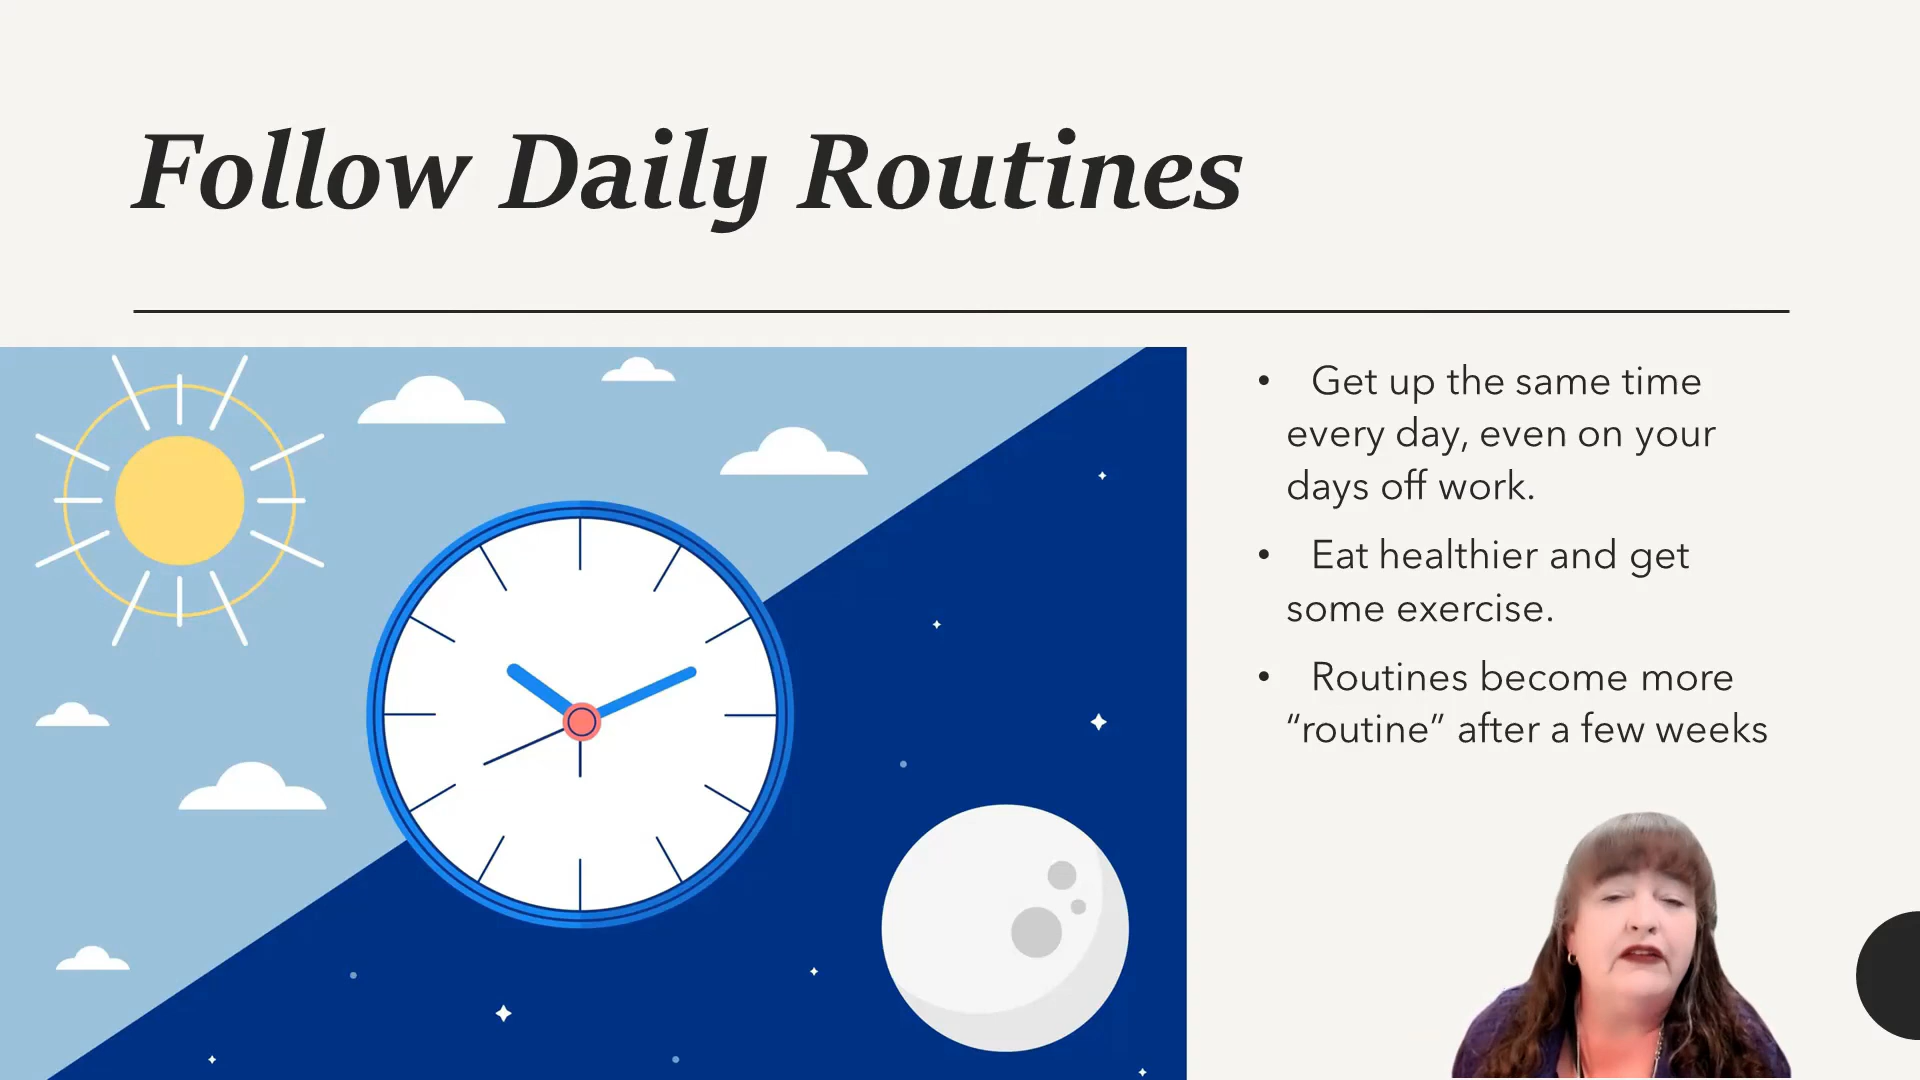 Follow Daily Routines
• Get up the same time
every day, even on your
days off work.
• Eat healthier and get
some exercise.
• Routines become more
“routine” after a few weeks